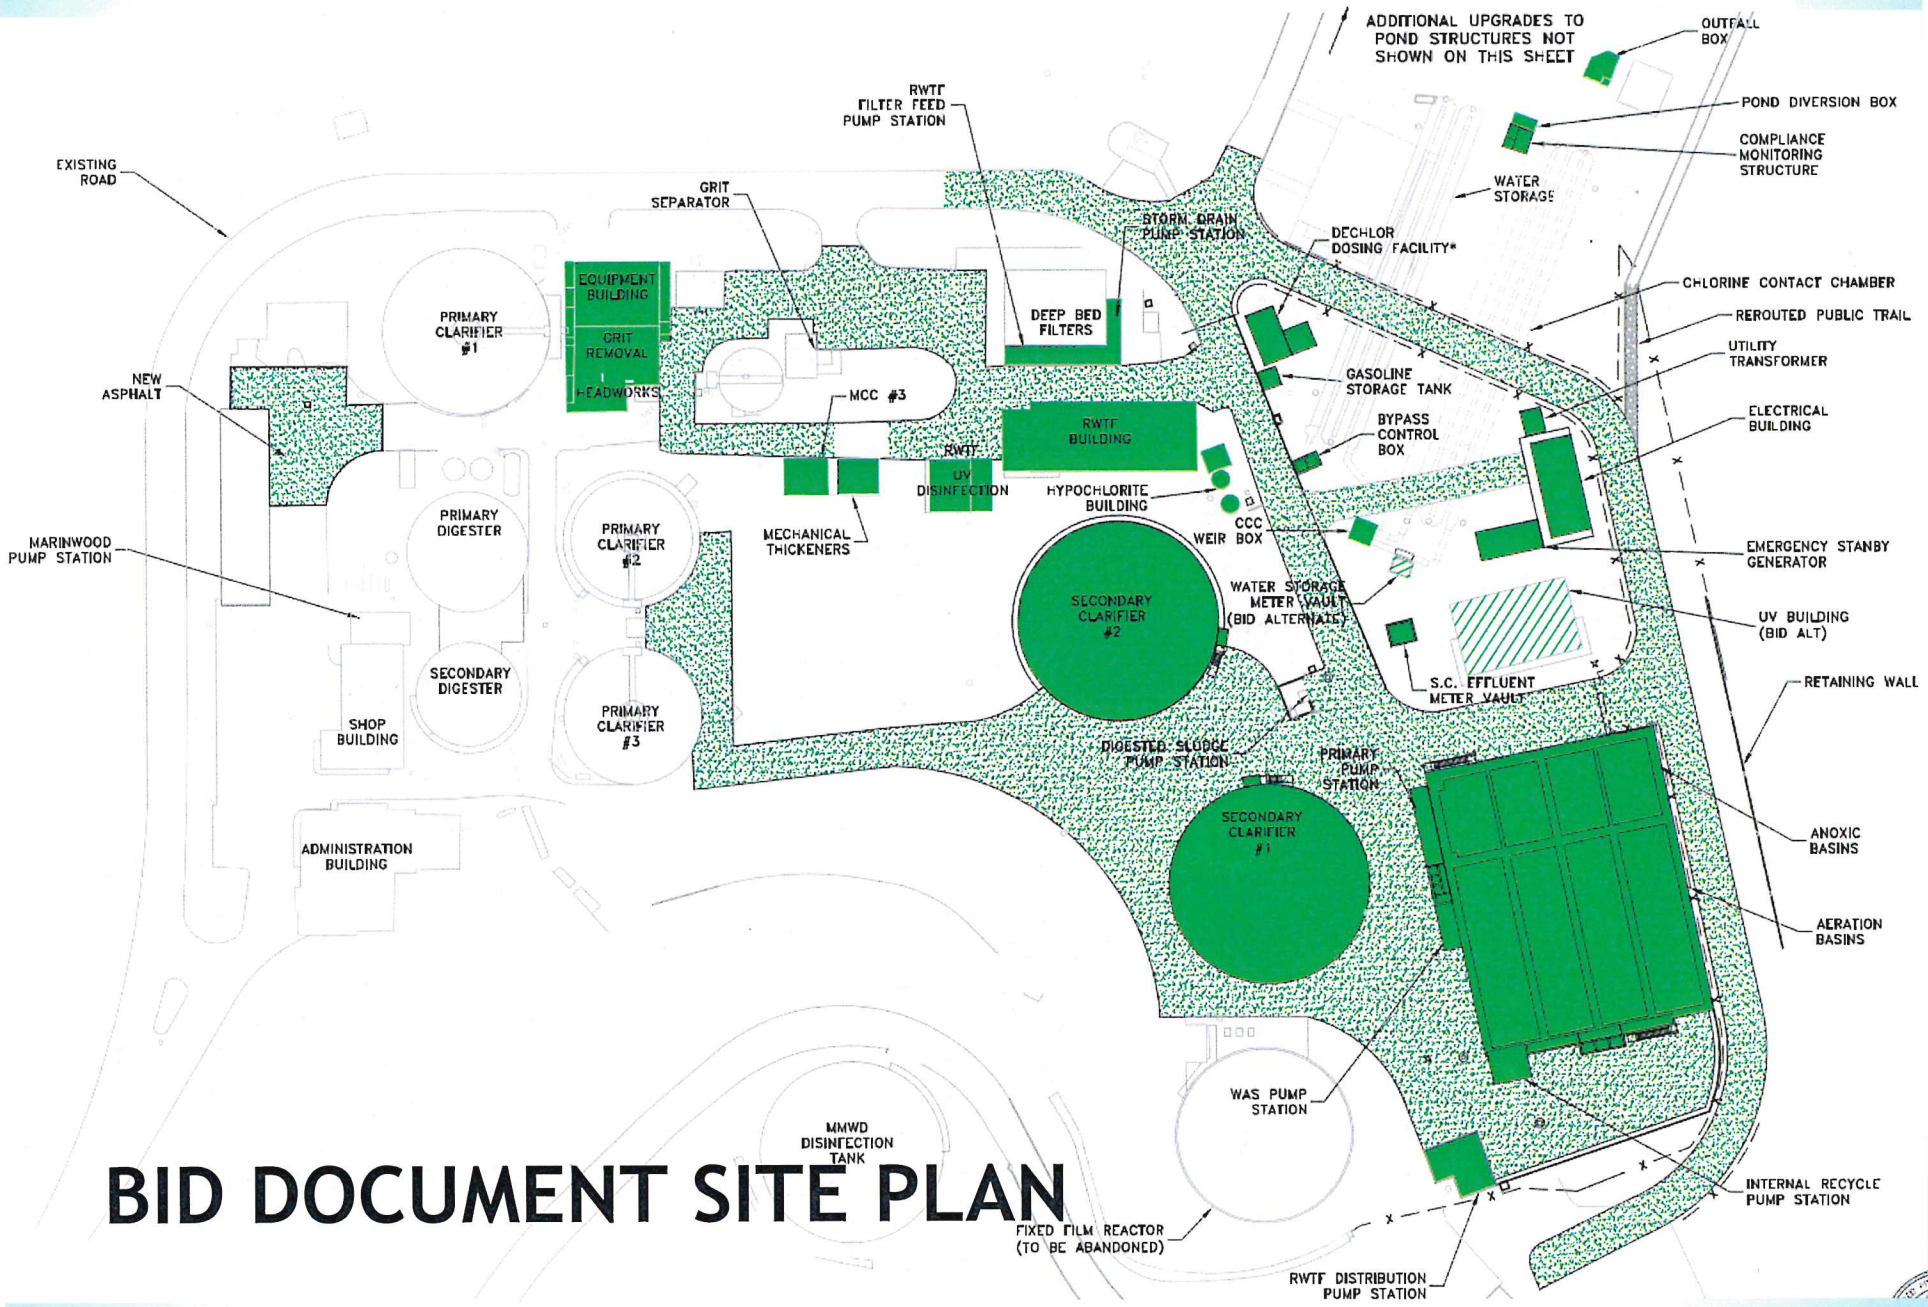 ADDITIONAL UPGRADES TO
POND STRUCTURES NOT
SHOWN ON THIS SHEET
OUTFALL
BOX
RWTF
FILTER FEED
PUMP STATION
POND DIVERSION BOX
COMPLIANCE
MONITORING
STRUCTURE
EXISTING
ROAD
GRIT
SEPARATOR
WATER
STORAGE
STORM DRAIN
PUMP STATION
DECHLOR
DOSING FACILITY*
CHLORINE CONTACT CHAMBER
REROUTED PUBLIC TRAIL
UTILITY
TRANSFORMER
EQUIPMENT
BUILDING
PRIMARY
CLARIFIER
#1
GRIT
REMOVAL
HEADWORKS
DEEP BED
FILTERS
NEW
ASPHALT
MCC #3
GASOLINE
STORAGE TANK
ELECTRICAL
BUILDING
BYPASS
CONTROL
BOX
RWTF
BUILDING
RWTF
UV
DISINFECTION
HYPOCHLORITE
BUILDING
PRIMARY
DIGESTER
PRIMARY
CLARIFIER
#2
MECHANICAL
THICKENERS
CCC
WEIR BOX
MARINWOOD
PUMP STATION
EMERGENCY STANBY
GENERATOR
WATER STORAGE
METER VAULT
(BID ALTERNATE)
SECONDARY
CLARIFIER
#2
UV BUILDING
(BID ALT)
SECONDARY
DIGESTER
S.C. EFFLUENT
METER VAULT
RETAINING WALL
SHOP
BUILDING
PRIMARY
CLARIFIER
#3
DIGESTED SLUDGE
PUMP STATION
PRIMARY
PUMP
STATION
SECONDARY
CLARIFIER
#1
ANOXIC
BASINS
ADMINISTRATION
BUILDING
AERATION
BASINS
WAS PUMP
STATION
MMWD
DISINFECTION
TANK
BID DOCUMENT SITE PLAN
INTERNAL RECYCLE
PUMP STATION
FIXED FILM REACTOR
(TO BE ABANDONED)
RWTF DISTRIBUTION
PUMP STATION